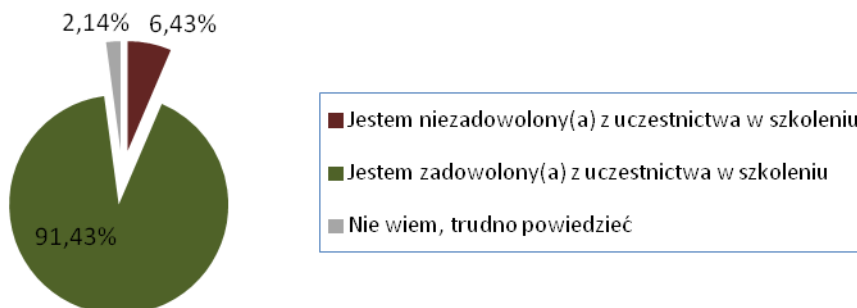 2,14% 6,43%
Jestem niezadowolony(a) z uczestnictwa w szkoleniu
Jestem zadowolony(a) z uczestnictwa w szkoleniu
Nie wiem, trudno powiedzieć
91,43%